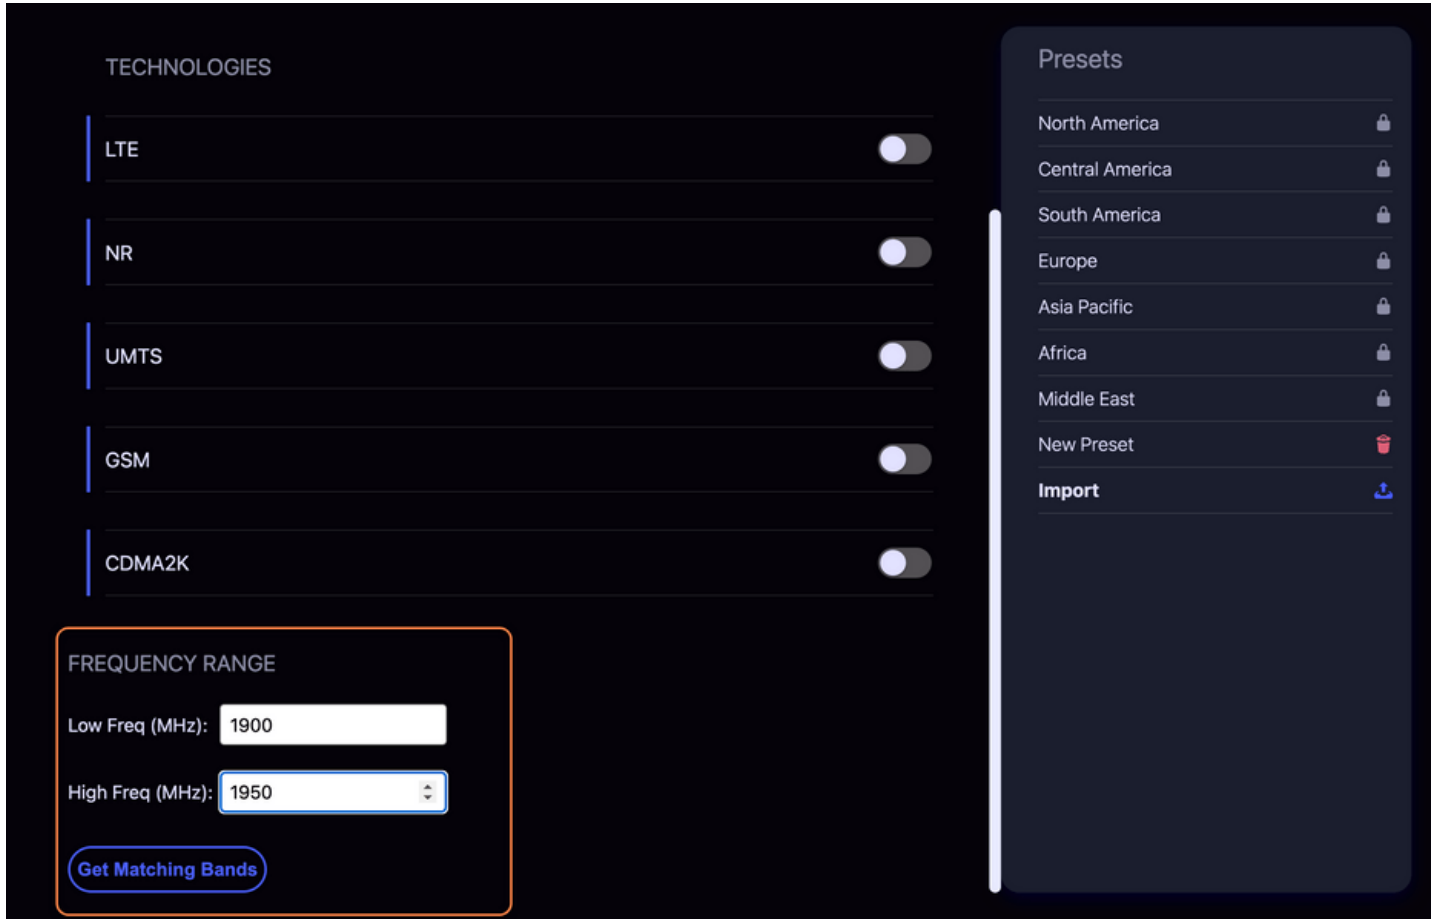 TECHNOLOGIES
LTE
NR
UMTS
GSM
CDMA2K
FREQUENCY RANGE
Low Freq (MHz): 1900
High Freq (MHz): 1950
Get Matching Bands
Presets
North America
Central America
South America
Europe
Asia Pacific
Africa
Middle East
New Preset
Import